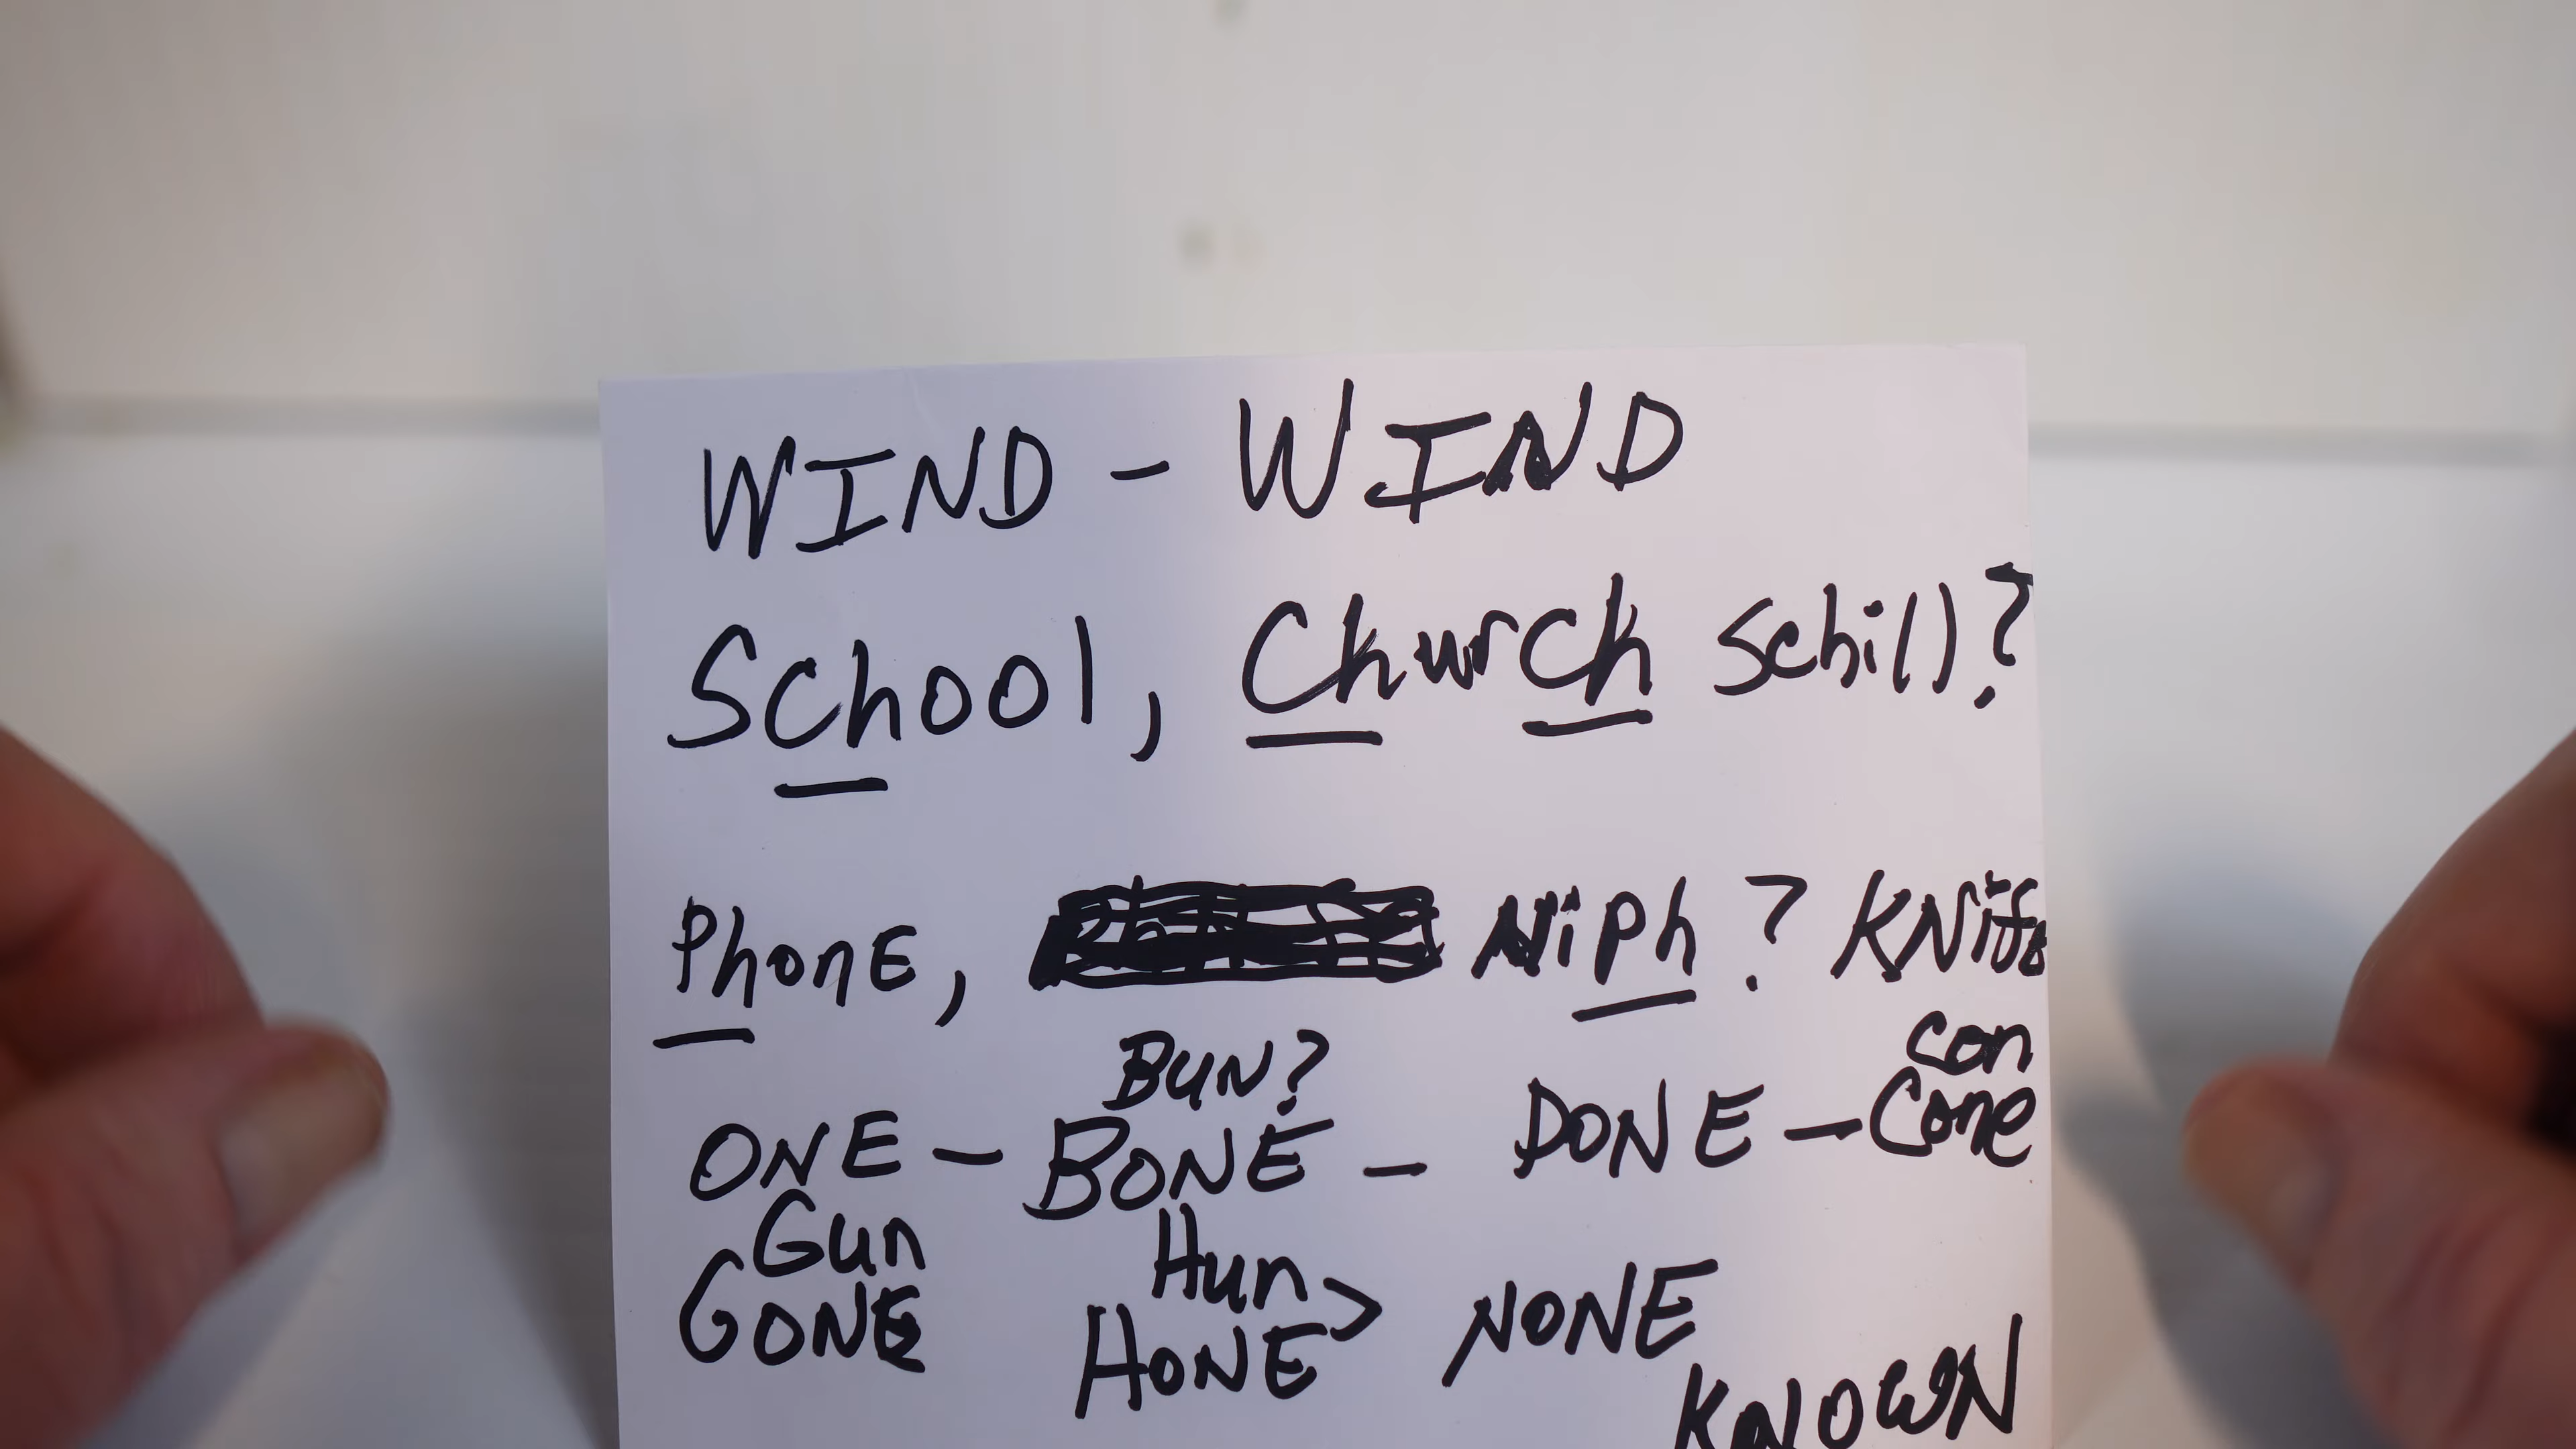 WIND - WIND
School, Church Schill?
PhonE, Niph? KNife
BUN? Con
ONE - BONE - DONE - Cone
Gun Hun
GONE HONE > NONE
KNOWN